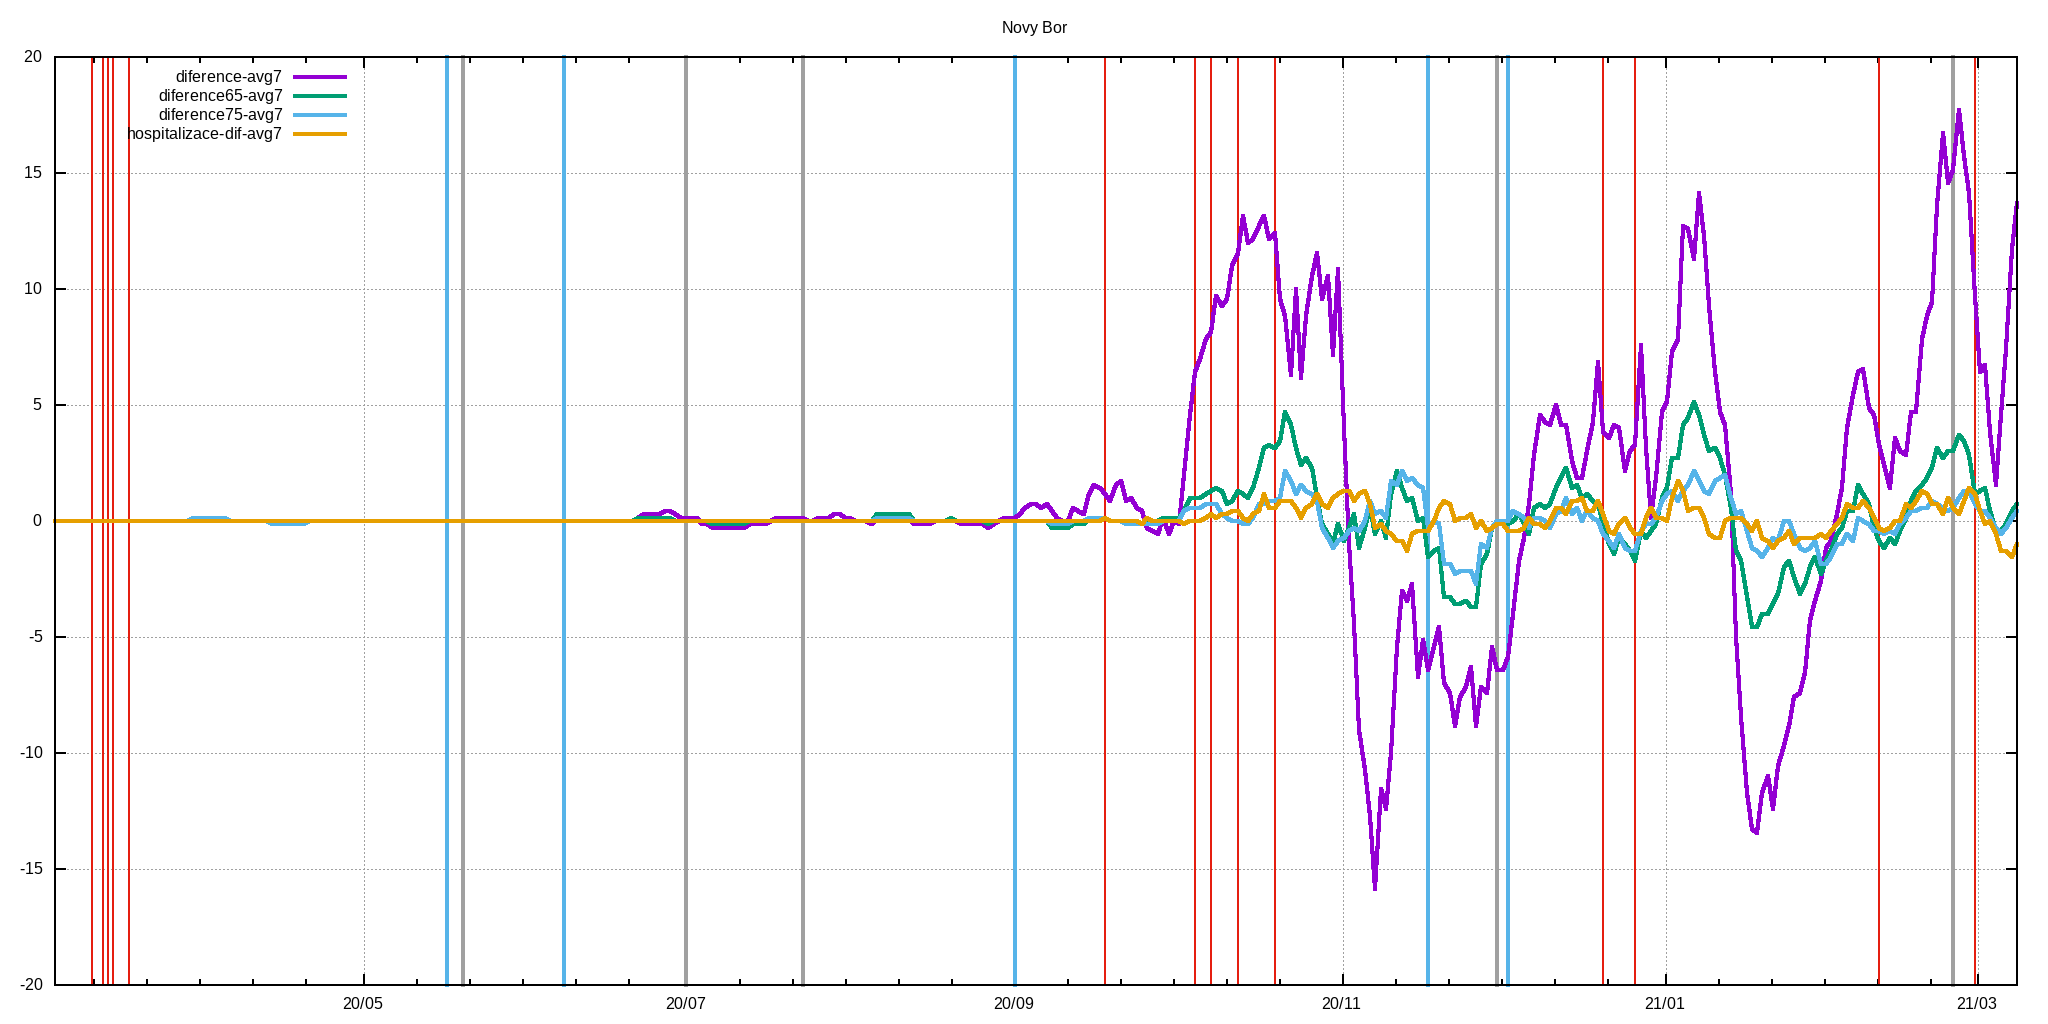 Novy Bor
diference-avg7
diference65-avg7
diference75-avg7
hospitalizace-dif-avg7
20
15
10
5
0
-5
-10
-15
-20
20/05 20/07 20/09 20/11 21/01 21/03